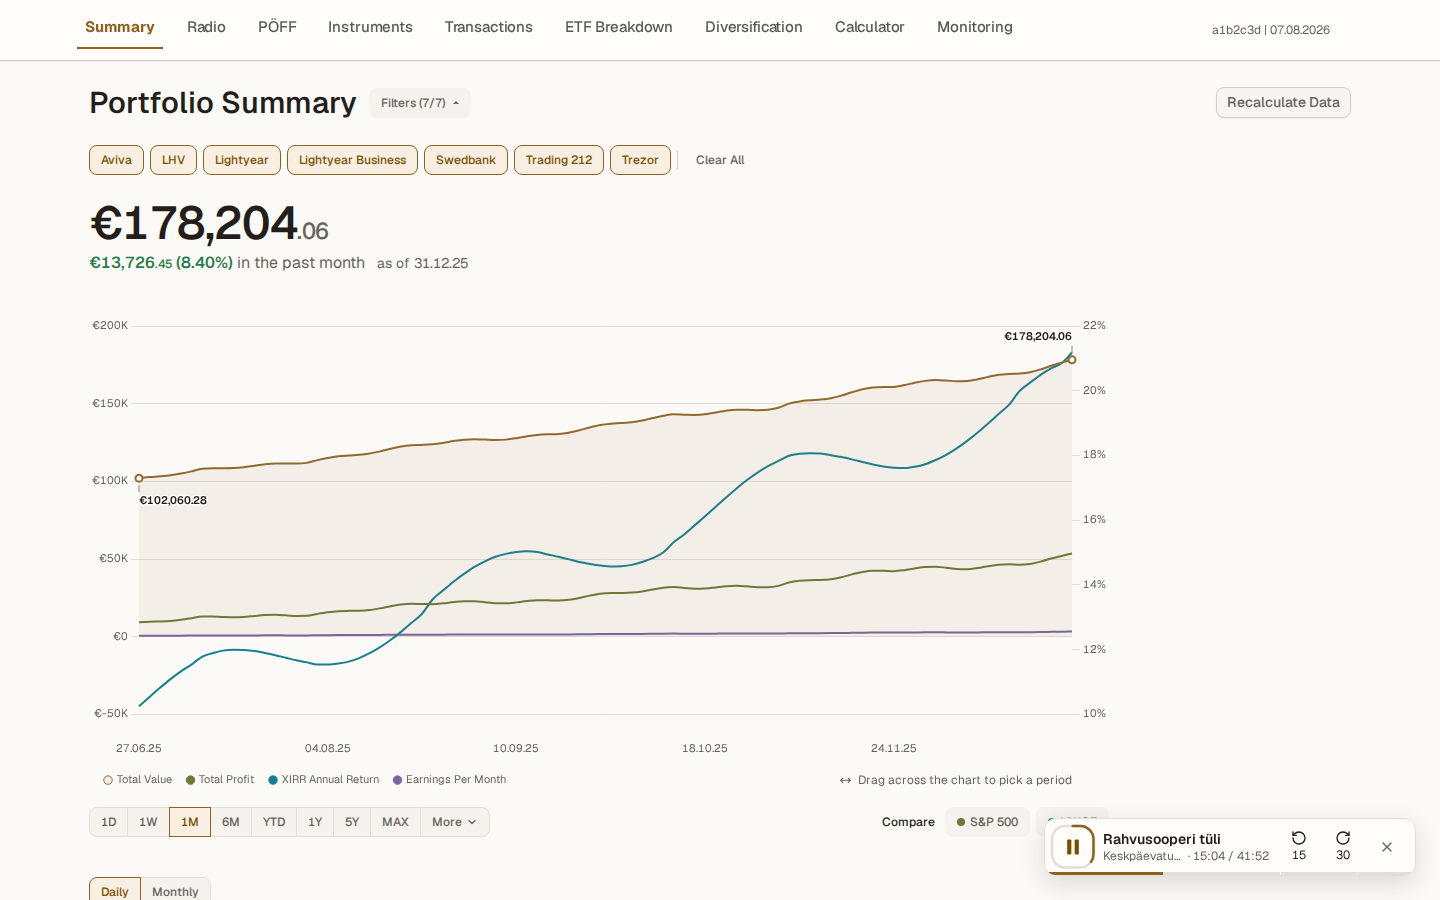 Summary Radio PÖFF Instruments Transactions ETF Breakdown Diversification Calculator Monitoring a1b2c3d | 07.08.2026
Portfolio Summary Filters (7/7) Recalculate Data
Aviva LHV Lightyear Lightyear Business Swedbank Trading 212 Trezor Clear All
€178,204.06
€13,726.45 (8.40%) in the past month as of 31.12.25
€200K 22%
€178,204.06
20%
€150K
18%
€100K
€102,060.28
16%
€50K
14%
€0
12%
€-50K 10%
27.06.25 04.08.25 10.09.25 18.10.25 24.11.25
Total Value Total Profit XIRR Annual Return Earnings Per Month Drag across the chart to pick a period
1D 1W 1M 6M YTD 1Y 5Y MAX More Compare S&P 500
Rahvusooperi tüli
Keskpäevatu... · 15:04 / 41:52 15 30
Daily Monthly